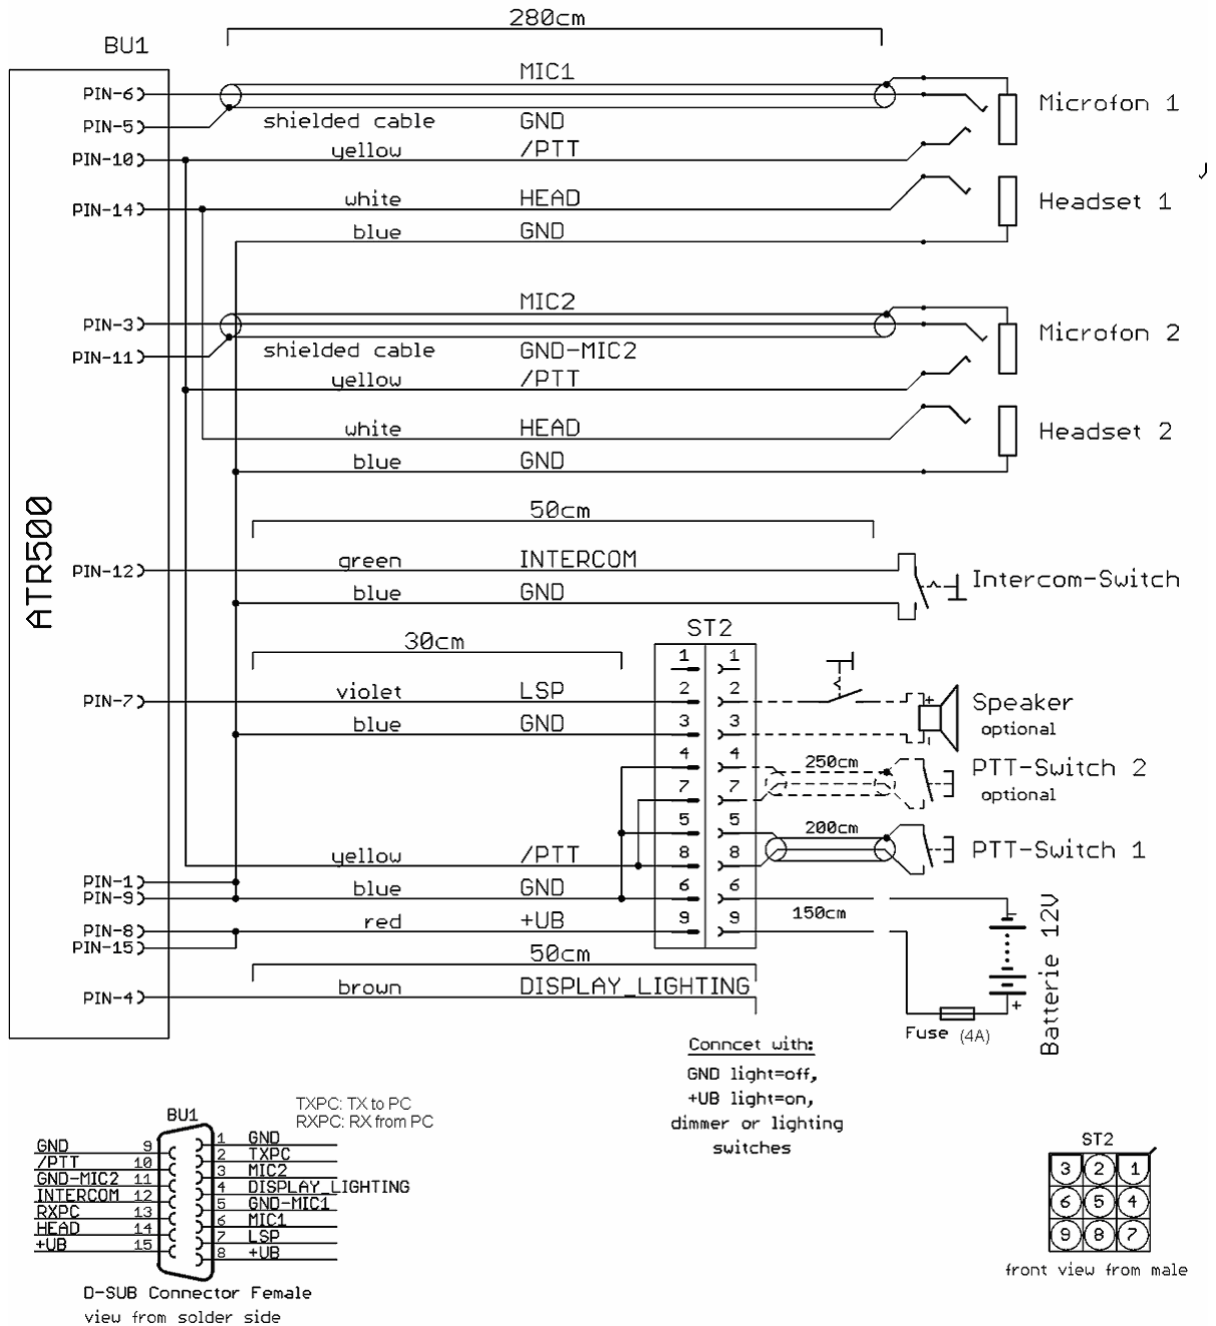 280cm
BU1
MIC1
PIN-6
Microfon 1
PIN-5
shielded cable GND
PIN-10
yellow /PTT
PIN-14
white HEAD
Headset 1
blue GND
MIC2
PIN-3
Microfon 2
PIN-11
shielded cable GND-MIC2
yellow /PTT
white HEAD
Headset 2
blue GND
ATR500
50cm
PIN-12
green INTERCOM
Intercom-Switch
blue GND
ST2
30cm
1 1
PIN-7
violet LSP 2 2
+
Speaker
optional
blue GND 3 3
4 4
250cm
PTT-Switch 2
optional
7 7
5 5
200cm
yellow /PTT 8 8
PTT-Switch 1
PIN-1
PIN-9
blue GND 6 6
150cm
-
Batterie 12V
PIN-8
red +UB 9 9
PIN-15
50cm
PIN-4
brown DISPLAY_LIGHTING
+
Fuse (4A)
Conncet with:
GND light=off,
+UB light=on,
dimmer or lighting
switches
TXPC: TX to PC
RXPC: RX from PC
BU1
GND 9
/PTT 10
GND-MIC2 11
INTERCOM 12
RXPC 13
HEAD 14
+UB 15
1 GND
2 TXPC
3 MIC2
4 DISPLAY_LIGHTING
5 GND-MIC1
6 MIC1
7 LSP
8 +UB
D-SUB Connector Female
view from solder side
ST2
3 2 1
6 5 4
9 8 7
front view from male